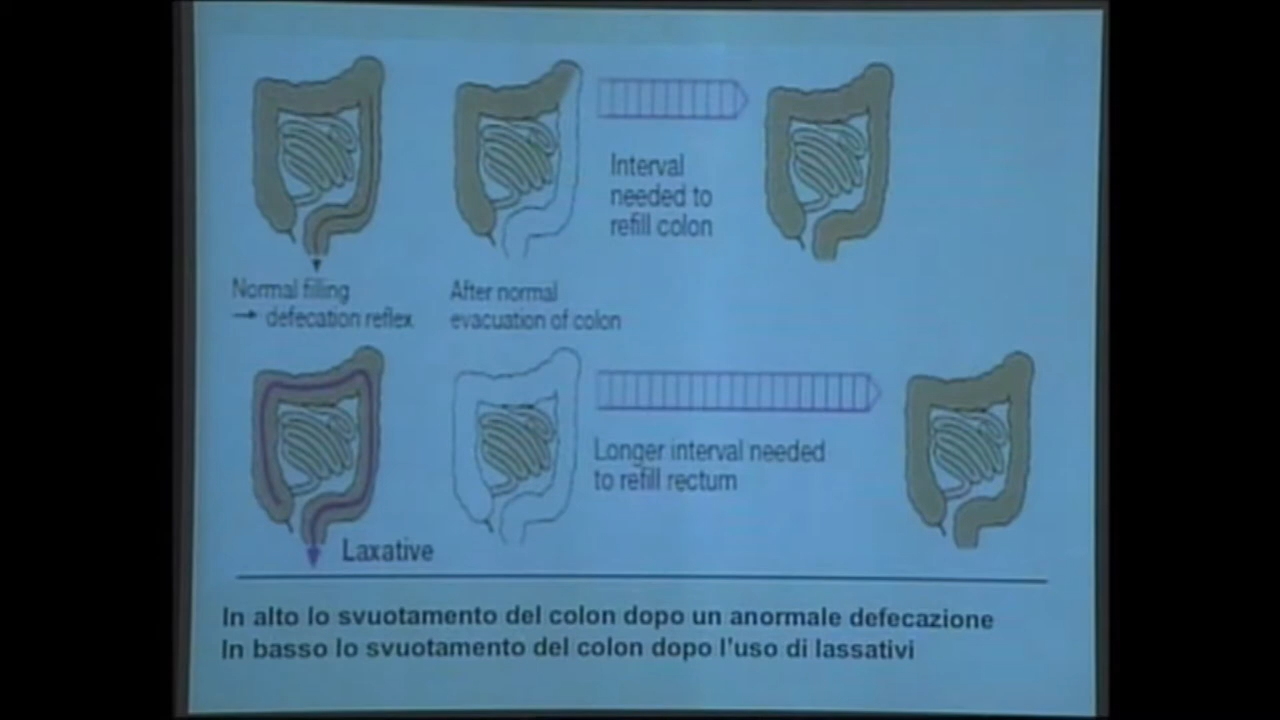 Interval
needed to
refill colon
Normal filling
→ defecation reflex
After normal
evacuation of colon
Longer interval needed
to refill rectum
Laxative
In alto lo svuotamento del colon dopo un anormale defecazione
In basso lo svuotamento del colon dopo l'uso di lassativi